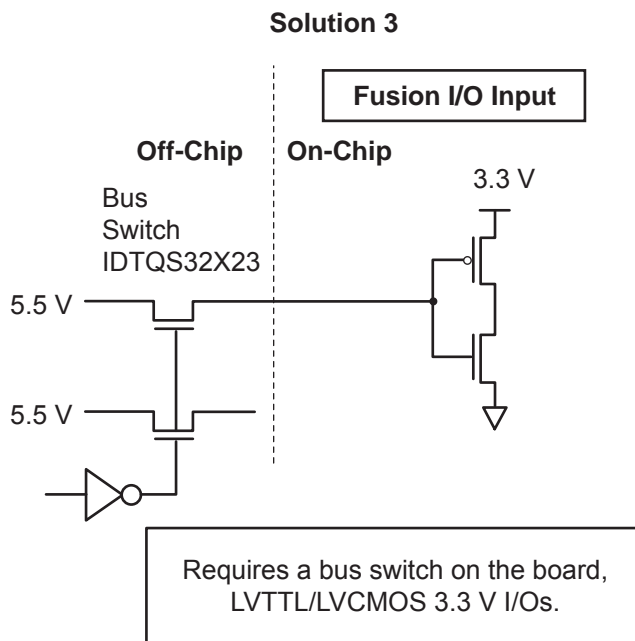 Solution 3
Fusion I/O Input
Off-Chip
On-Chip
Bus
Switch
IDTQS32X23
3.3 V
5.5 V
5.5 V
Requires a bus switch on the board,
LVTTL/LVCMOS 3.3 V I/Os.